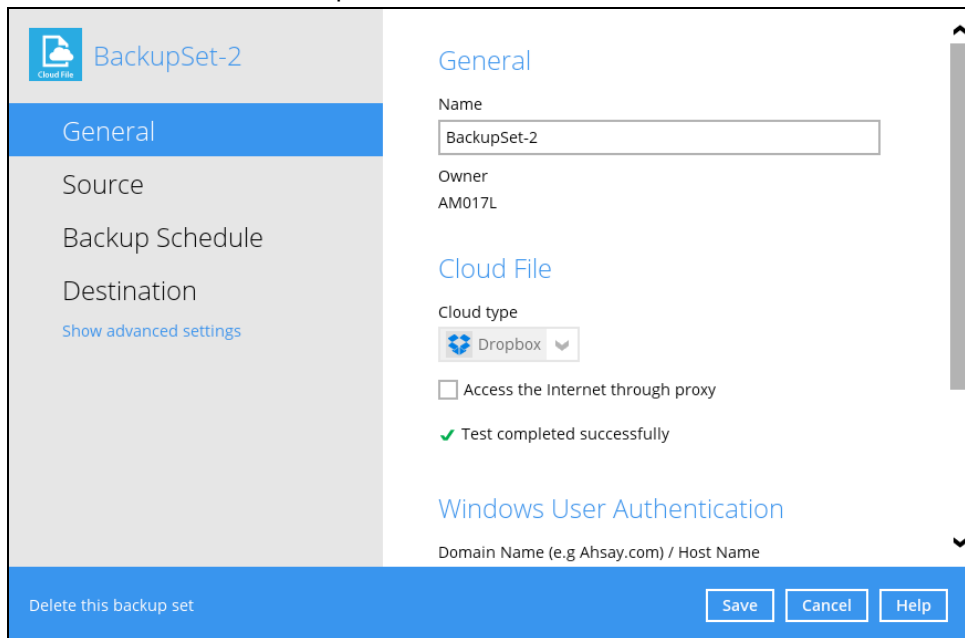 Cloud File
BackupSet-2
General
Source
Backup Schedule
Destination
Show advanced settings
General
Name
BackupSet-2
Owner
AM017L
Cloud File
Cloud type
Dropbox
Access the Internet through proxy
Test completed successfully
Windows User Authentication
Domain Name (e.g Ahsay.com) / Host Name
Delete this backup set
Save
Cancel
Help